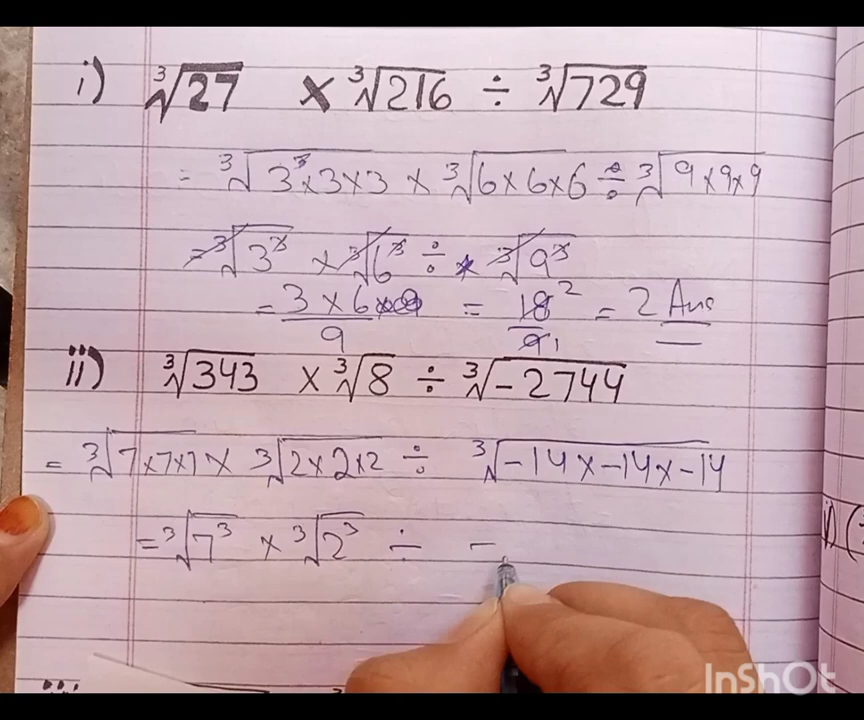 i) ∛27 × ∛216 ÷ ∛729
= ∛3×3×3 × ∛6×6×6 ÷ ∛9×9×9
= ∛3³ × ∛6³ ÷ ∛9³
= 3×6/9 = 18/9 2 1 = 2 Ans
ii) ∛343 × ∛8 ÷ ∛-2744
= ∛7×7×7 × ∛2×2×2 ÷ ∛-14×-14×-14
= ∛7³ × ∛2³ ÷ -
InShOt